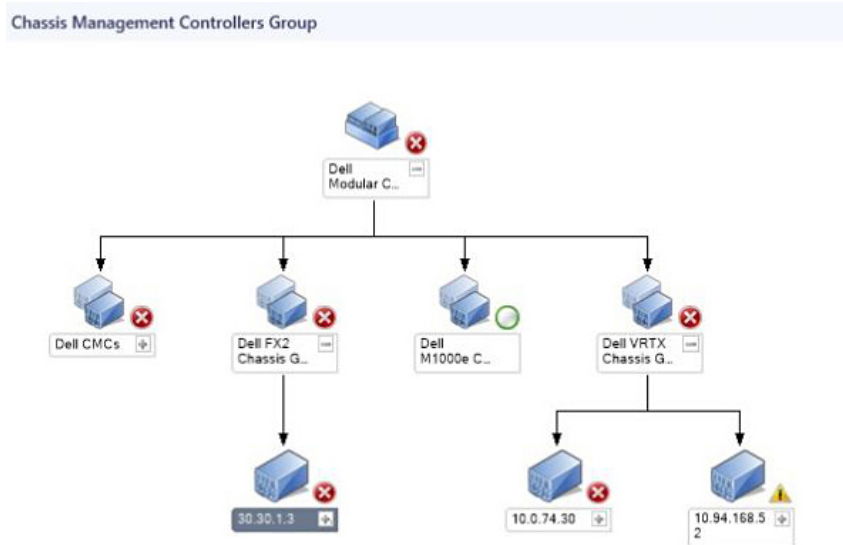 Chassis Management Controllers Group
Dell
Modular C...
Dell CMCs
Dell FX2
Chassis G...
Dell
M1000e C...
Dell VRTX
Chassis G...
30.30.1.3
10.0.74.30
10.94.168.5
2